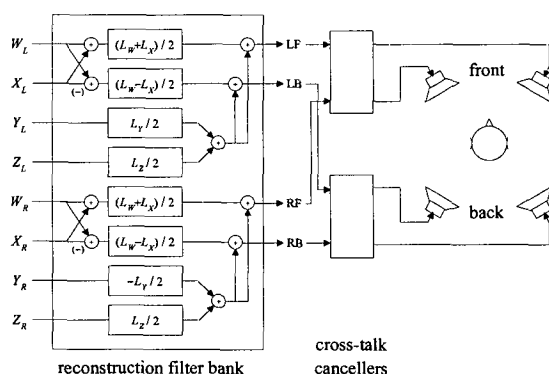 W_L
(L_W+L_X)/2
LF
X_L
(-)
(L_W-L_X)/2
LB
front
Y_L
L_Y/2
Z_L
L_Z/2
W_R
(L_W+L_X)/2
RF
back
X_R
(-)
(L_W-L_X)/2
RB
Y_R
-L_Y/2
Z_R
L_Z/2
reconstruction filter bank
cross-talk
cancellers